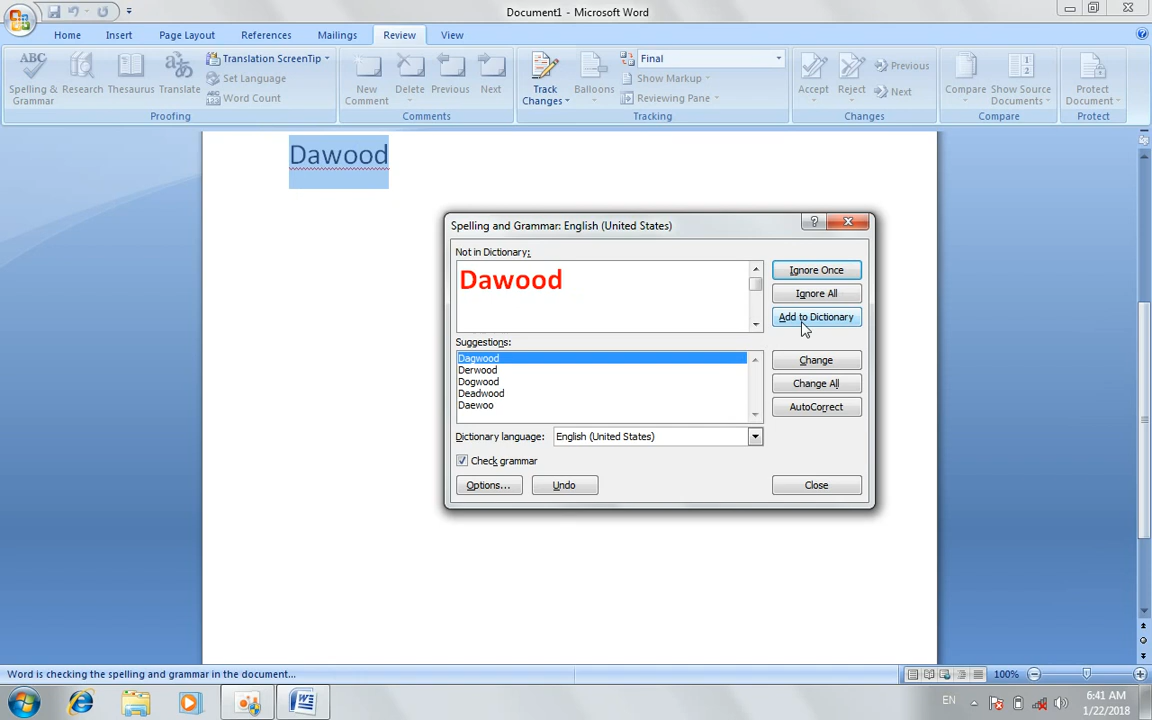 Document1 - Microsoft Word
Home Insert Page Layout References Mailings Review View
ABC
Spelling & Grammar
Research
Thesaurus
Translate
Translation ScreenTip
Set Language
ABC 123
Word Count
Proofing
New Comment
Delete
Previous
Next
Comments
Track Changes
Balloons
Final
Show Markup
Reviewing Pane
Tracking
Accept
Reject
Previous
Next
Changes
Compare
Show Source Documents
Compare
Protect Document
Protect
Dawood
Spelling and Grammar: English (United States)
Not in Dictionary:
Dawood
Ignore Once
Ignore All
Add to Dictionary
Suggestions:
Dagwood
Derwood
Dogwood
Deadwood
Daewoo
Change
Change All
AutoCorrect
Dictionary language: English (United States)
Check grammar
Options... Undo Close
Word is checking the spelling and grammar in the document... 100%
EN 6:41 AM
1/22/2018